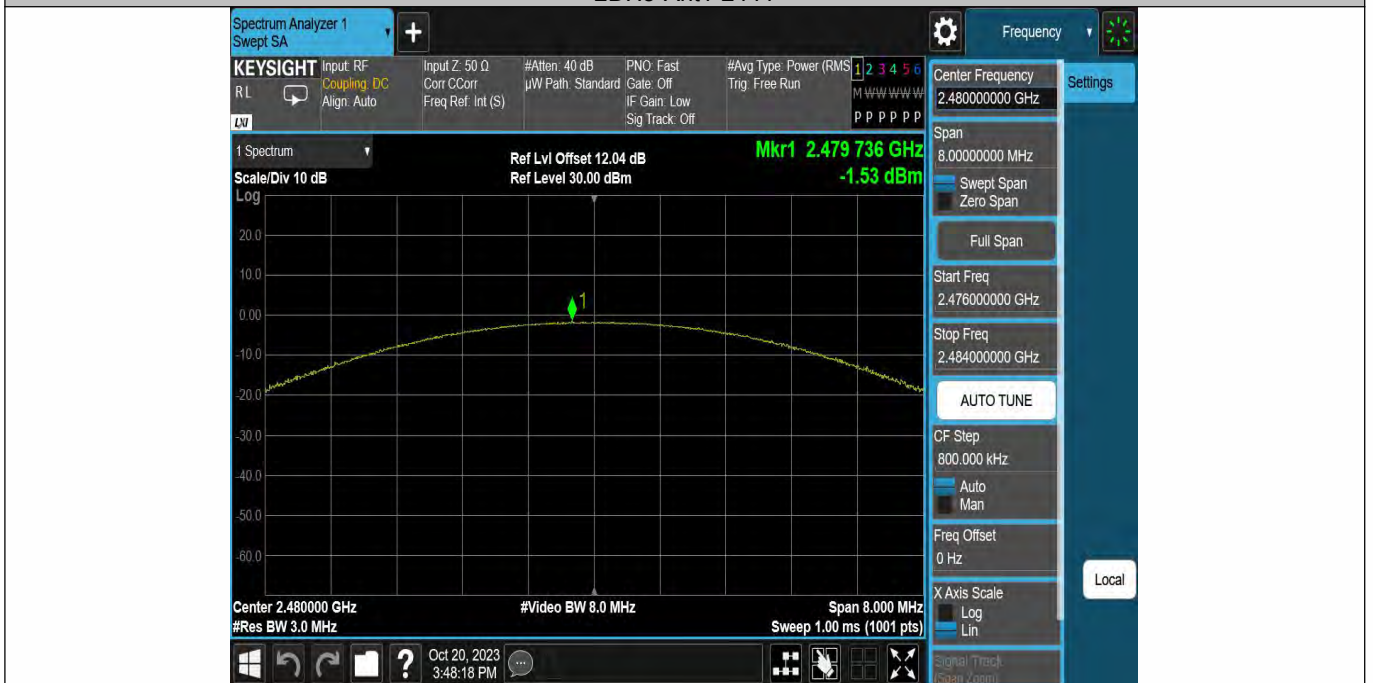 Spectrum Analyzer 1
Swept SA
+
Frequency
KEYSIGHT
RL
LXI
Input: RF
Coupling: DC
Align: Auto
Input Z: 50 Ω
Corr CCorr
Freq Ref: Int (S)
#Atten: 40 dB
µW Path: Standard
PNO: Fast
Gate: Off
IF Gain: Low
Sig Track: Off
#Avg Type: Power (RMS
Trig: Free Run
1 2 3 4 5 6
M W W W W W
P P P P P P
Center Frequency
2.480000000 GHz
Settings
Span
8.00000000 MHz
Swept Span
Zero Span
Full Span
Start Freq
2.476000000 GHz
Stop Freq
2.484000000 GHz
AUTO TUNE
CF Step
800.000 kHz
Auto
Man
Freq Offset
0 Hz
X Axis Scale
Log
Lin
Signal Track
(Span Zoom)
Local
1 Spectrum
Scale/Div 10 dB
Log
Ref Lvl Offset 12.04 dB
Ref Level 30.00 dBm
Mkr1 2.479 736 GHz
-1.53 dBm
20.0
10.0
0.00
-10.0
-20.0
-30.0
-40.0
-50.0
-60.0
1
Center 2.480000 GHz
#Res BW 3.0 MHz
#Video BW 8.0 MHz
Span 8.000 MHz
Sweep 1.00 ms (1001 pts)
?
Oct 20, 2023
3:48:18 PM